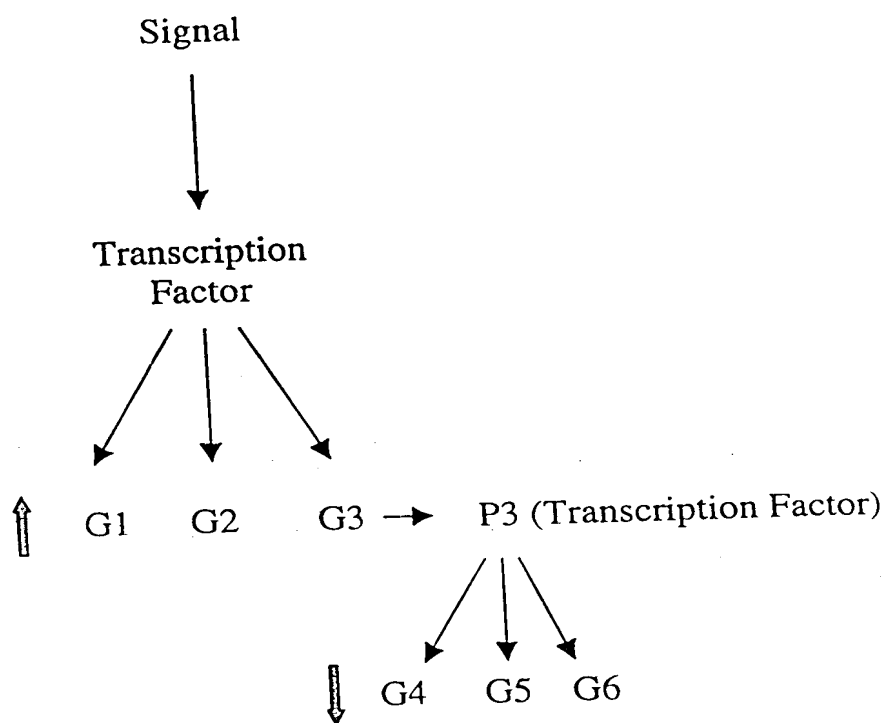 Signal
Transcription
Factor
G1 G2 G3 P3 (Transcription Factor)
G4 G5 G6